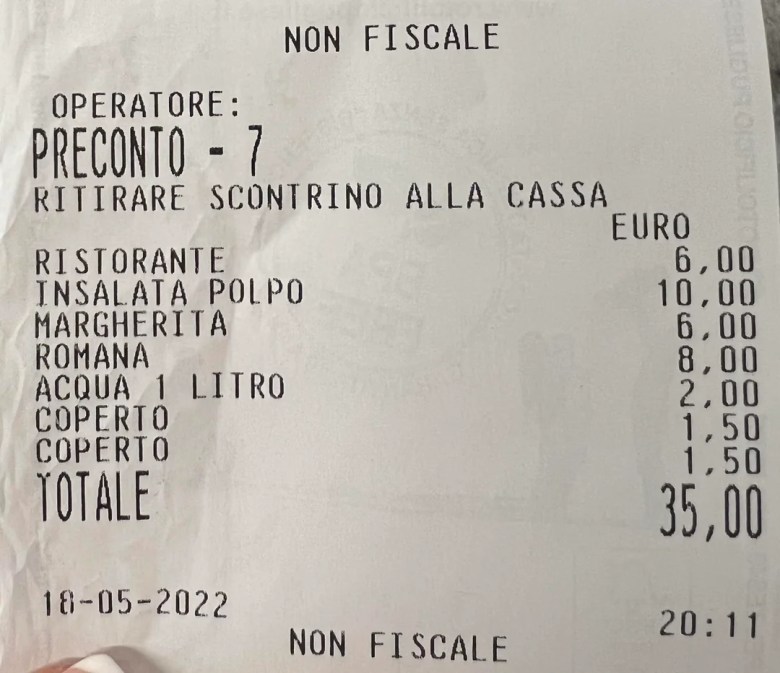 NON FISCALE
OPERATORE:
PRECONTO - 7
RITIRARE SCONTRINO ALLA CASSA
EURO
RISTORANTE 6,00
INSALATA POLPO 10,00
MARGHERITA 6,00
ROMANA 8,00
ACQUA 1 LITRO 2,00
COPERTO 1,50
COPERTO 1,50
TOTALE 35,00
18-05-2022 20:11
NON FISCALE